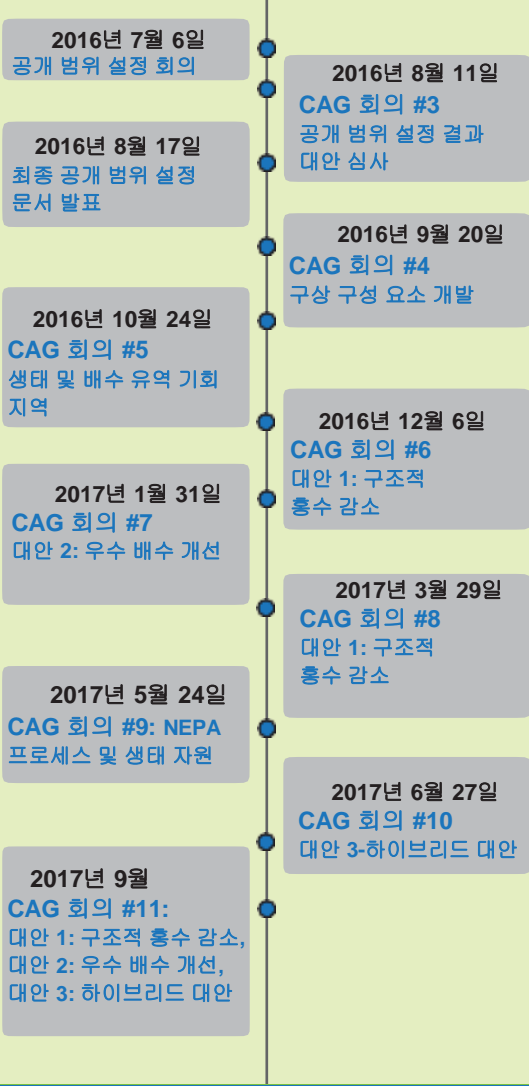 2016년 7월 6일
공개 범위 설정 회의
2016년 8월 11일
CAG 회의 #3
공개 범위 설정 결과
대안 심사
2016년 8월 17일
최종 공개 범위 설정
문서 발표
2016년 9월 20일
CAG 회의 #4
구상 구성 요소 개발
2016년 10월 24일
CAG 회의 #5
생태 및 배수 유역 기회
지역
2016년 12월 6일
CAG 회의 #6
대안 1: 구조적
홍수 감소
2017년 1월 31일
CAG 회의 #7
대안 2: 우수 배수 개선
2017년 3월 29일
CAG 회의 #8
대안 1: 구조적
홍수 감소
2017년 5월 24일
CAG 회의 #9: NEPA
프로세스 및 생태 자원
2017년 6월 27일
CAG 회의 #10
대안 3-하이브리드 대안
2017년 9월
CAG 회의 #11:
대안 1: 구조적 홍수 감소,
대안 2: 우수 배수 개선,
대안 3: 하이브리드 대안